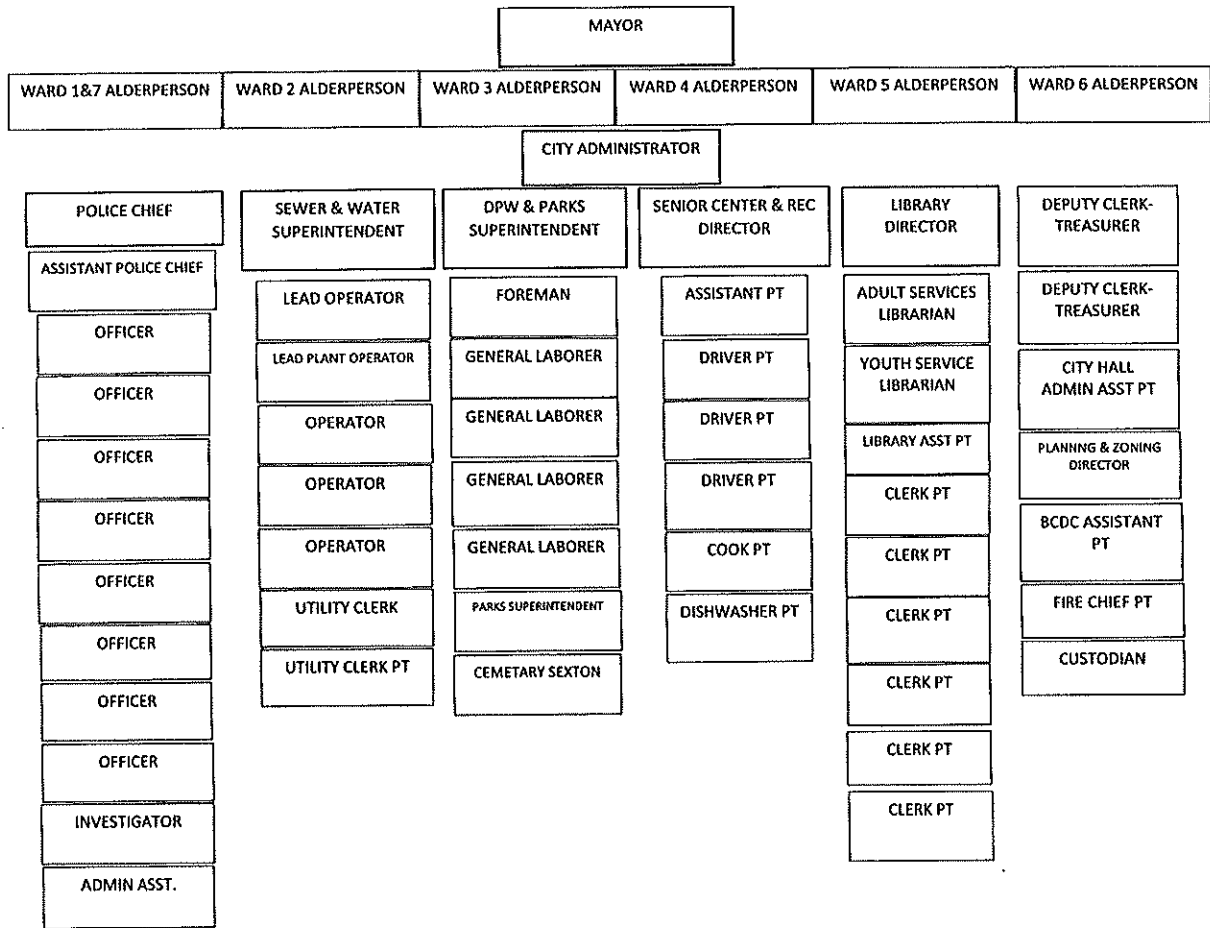 MAYOR
WARD 1&7 ALDERPERSON
WARD 2 ALDERPERSON
WARD 3 ALDERPERSON
WARD 4 ALDERPERSON
WARD 5 ALDERPERSON
WARD 6 ALDERPERSON
CITY ADMINISTRATOR
POLICE CHIEF
ASSISTANT POLICE CHIEF
OFFICER
OFFICER
OFFICER
OFFICER
OFFICER
OFFICER
OFFICER
OFFICER
INVESTIGATOR
ADMIN ASST.
SEWER & WATER
SUPERINTENDENT
LEAD OPERATOR
LEAD PLANT OPERATOR
OPERATOR
OPERATOR
OPERATOR
UTILITY CLERK
UTILITY CLERK PT
DPW & PARKS
SUPERINTENDENT
FOREMAN
GENERAL LABORER
GENERAL LABORER
GENERAL LABORER
GENERAL LABORER
PARKS SUPERINTENDENT
CEMETARY SEXTON
SENIOR CENTER & REC
DIRECTOR
ASSISTANT PT
DRIVER PT
DRIVER PT
DRIVER PT
COOK PT
DISHWASHER PT
LIBRARY
DIRECTOR
ADULT SERVICES
LIBRARIAN
YOUTH SERVICE
LIBRARIAN
LIBRARY ASST PT
CLERK PT
CLERK PT
CLERK PT
CLERK PT
CLERK PT
CLERK PT
DEPUTY CLERK-
TREASURER
DEPUTY CLERK-
TREASURER
CITY HALL
ADMIN ASST PT
PLANNNG & ZONING
DIRECTOR
BCDC ASSISTANT
PT
FIRE CHIEF PT
CUSTODIAN